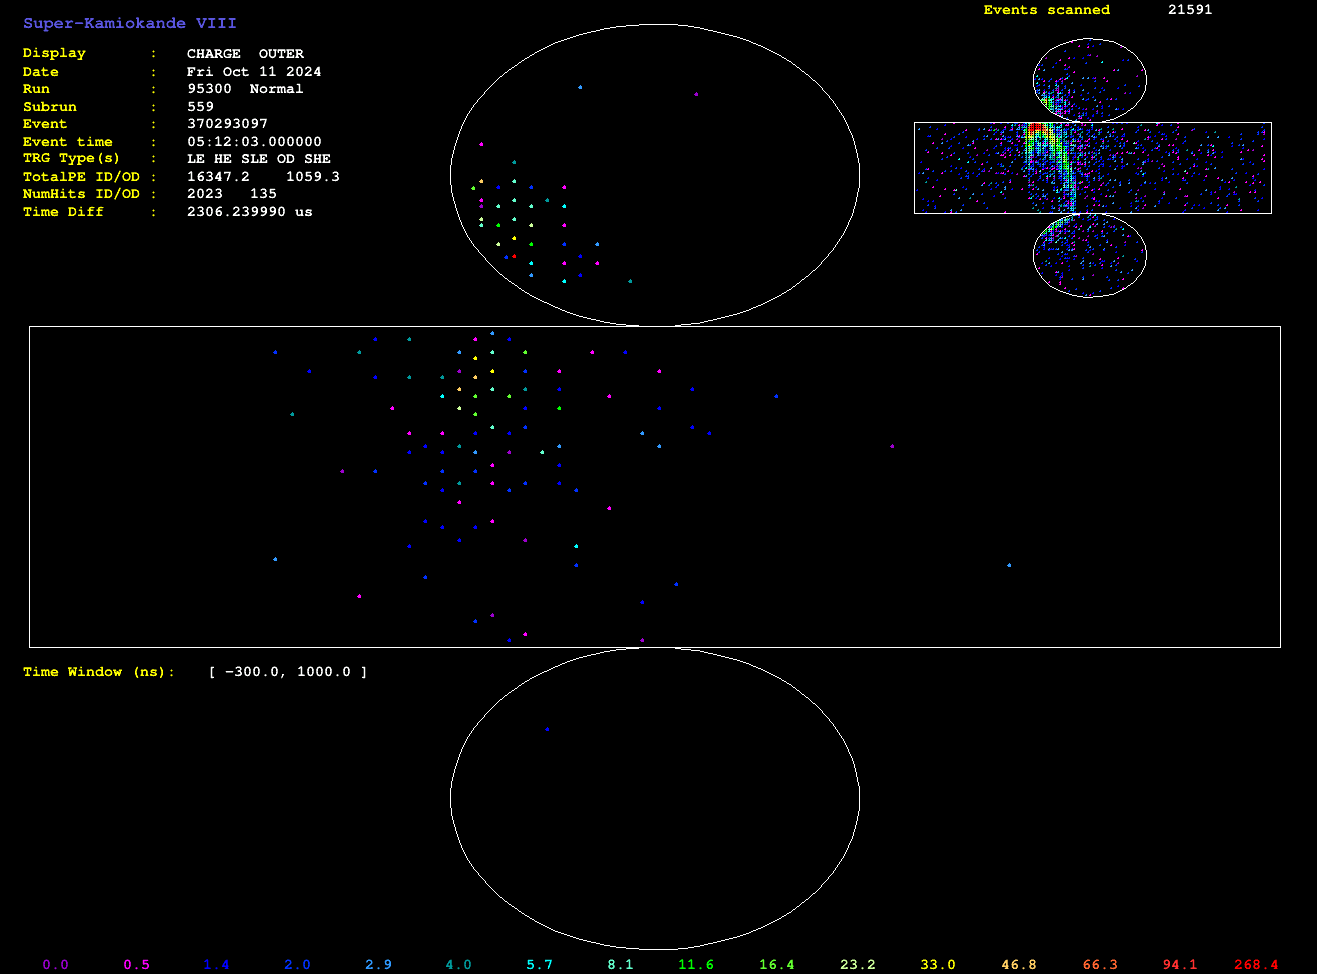 Super-Kamiokande VIII
Events scanned 21591
Display : CHARGE OUTER
Date : Fri Oct 11 2024
Run : 95300 Normal
Subrun : 559
Event : 370293097
Event time : 05:12:03.000000
TRG Type(s) : LE HE SLE OD SHE
TotalPE ID/OD : 16347.2 1059.3
NumHits ID/OD : 2023 135
Time Diff : 2306.239990 us
Time Window (ns): [ -300.0, 1000.0 ]
0.0 0.5 1.4 2.0 2.9 4.0 5.7 8.1 11.6 16.4 23.2 33.0 46.8 66.3 94.1 268.4